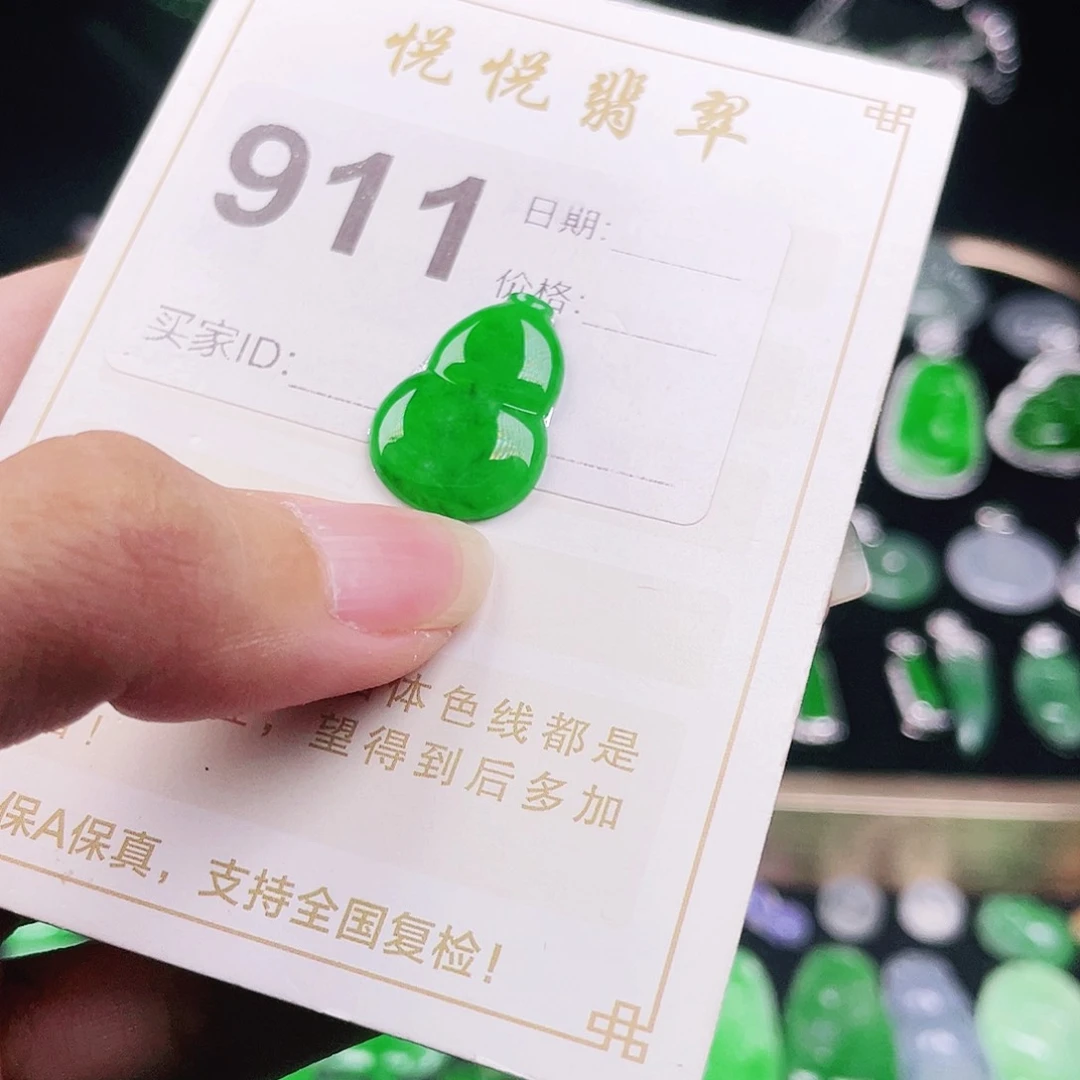 悦悦翡翠
911
日期:
价格:
买家ID:
体色线都是
，望得到后多加
！
保A保真，支持全国复检！